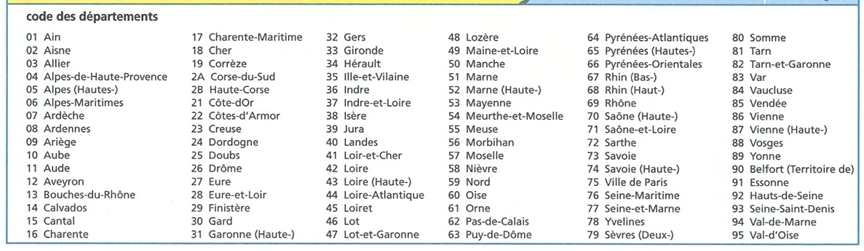 code des départements
01 Ain
02 Aisne
03 Allier
04 Alpes-de-Haute-Provence
05 Alpes (Hautes-)
06 Alpes-Maritimes
07 Ardèche
08 Ardennes
09 Ariège
10 Aube
11 Aude
12 Aveyron
13 Bouches-du-Rhône
14 Calvados
15 Cantal
16 Charente
17 Charente-Maritime
18 Cher
19 Corrèze
2A Corse-du-Sud
2B Haute-Corse
21 Côte-dOr
22 Côtes-d'Armor
23 Creuse
24 Dordogne
25 Doubs
26 Drôme
27 Eure
28 Eure-et-Loir
29 Finistère
30 Gard
31 Garonne (Haute-)
32 Gers
33 Gironde
34 Hérault
35 Ille-et-Vilaine
36 Indre
37 Indre-et-Loire
38 Isère
39 Jura
40 Landes
41 Loir-et-Cher
42 Loire
43 Loire (Haute-)
44 Loire-Atlantique
45 Loiret
46 Lot
47 Lot-et-Garonne
48 Lozère
49 Maine-et-Loire
50 Manche
51 Marne
52 Marne (Haute-)
53 Mayenne
54 Meurthe-et-Moselle
55 Meuse
56 Morbihan
57 Moselle
58 Nièvre
59 Nord
60 Oise
61 Orne
62 Pas-de-Calais
63 Puy-de-Dôme
64 Pyrénées-Atlantiques
65 Pyrénées (Hautes-)
66 Pyrénées-Orientales
67 Rhin (Bas-)
68 Rhin (Haut-)
69 Rhône
70 Saône (Haute-)
71 Saône-et-Loire
72 Sarthe
73 Savoie
74 Savoie (Haute-)
75 Ville de Paris
76 Seine-Maritime
77 Seine-et-Marne
78 Yvelines
79 Sèvres (Deux-)
80 Somme
81 Tarn
82 Tarn-et-Garonne
83 Var
84 Vaucluse
85 Vendée
86 Vienne
87 Vienne (Haute-)
88 Vosges
89 Yonne
90 Belfort (Territoire de)
91 Essonne
92 Hauts-de-Seine
93 Seine-Saint-Denis
94 Val-de-Marne
95 Val-d'Oise